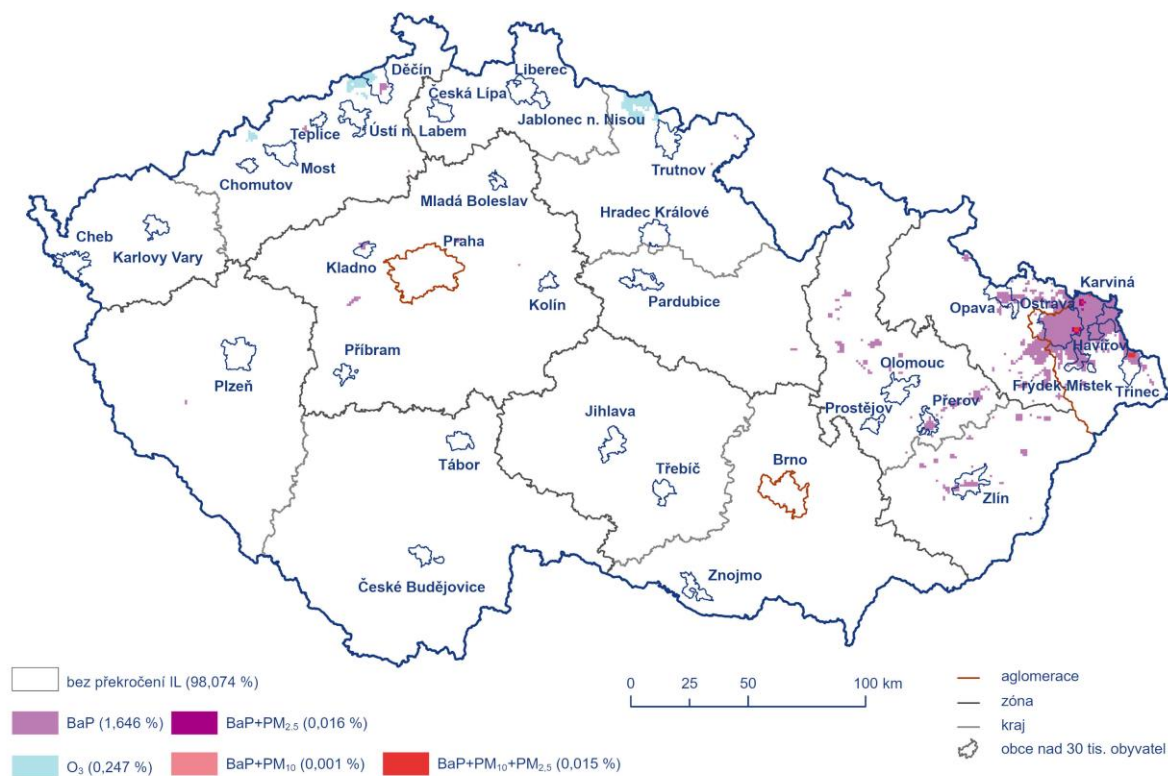 Děčín
Liberec
Česká Lípa
Jablonec n. Nisou
Teplice
Ústí n. Labem
Most
Chomutov
Trutnov
Mladá Boleslav
Hradec Králové
Cheb
Karlovy Vary
Praha
Kladno
Kolín
Pardubice
Karviná
Opava
Ostrava
Havířov
Příbram
Plzeň
Olomouc
Frýdek Místek
Třinec
Prostějov
Přerov
Jihlava
Tábor
Třebíč
Brno
Zlín
České Budějovice
Znojmo
bez překročení IL (98,074 %)
BaP (1,646 %)
BaP+PM2,5 (0,016 %)
O3 (0,247 %)
BaP+PM10 (0,001 %)
BaP+PM10+PM2,5 (0,015 %)
0 25 50 100 km
aglomerace
zóna
kraj
obce nad 30 tis. obyvatel